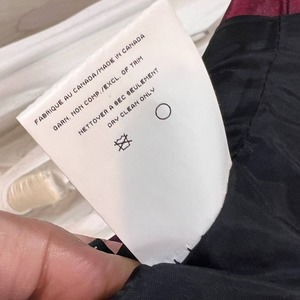 FABRIQUE AU CANADA/MADE IN CANADA
GARN. NON COMP./EXCL. OF TRIM
NETTOYER A SEC SEULEMENT
DRY CLEAN ONLY